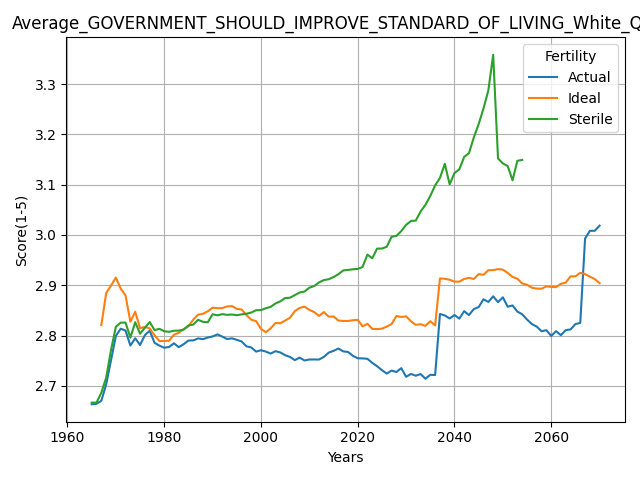 Average_GOVERNMENT_SHOULD_IMPROVE_STANDARD_OF_LIVING_White_Q
Fertility
Actual
Ideal
Sterile
Score(1-5)
3.3
3.2
3.1
3.0
2.9
2.8
2.7
1960
1980
2000
2020
2040
2060
Years